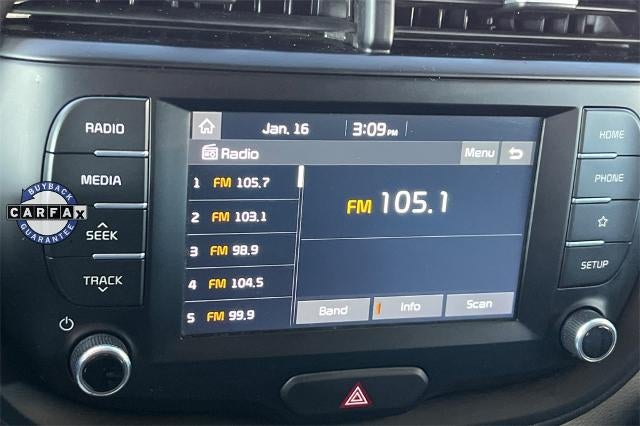 Jan. 16 3:09 PM
Radio Menu
1 FM 105.7
2 FM 103.1
3 FM 98.9
4 FM 104.5
5 FM 99.9
FM 105.1
Band Info Scan
RADIO
MEDIA
SEEK
TRACK
HOME
PHONE
SETUP
BUYBACK
CARFAX
GUARANTEE